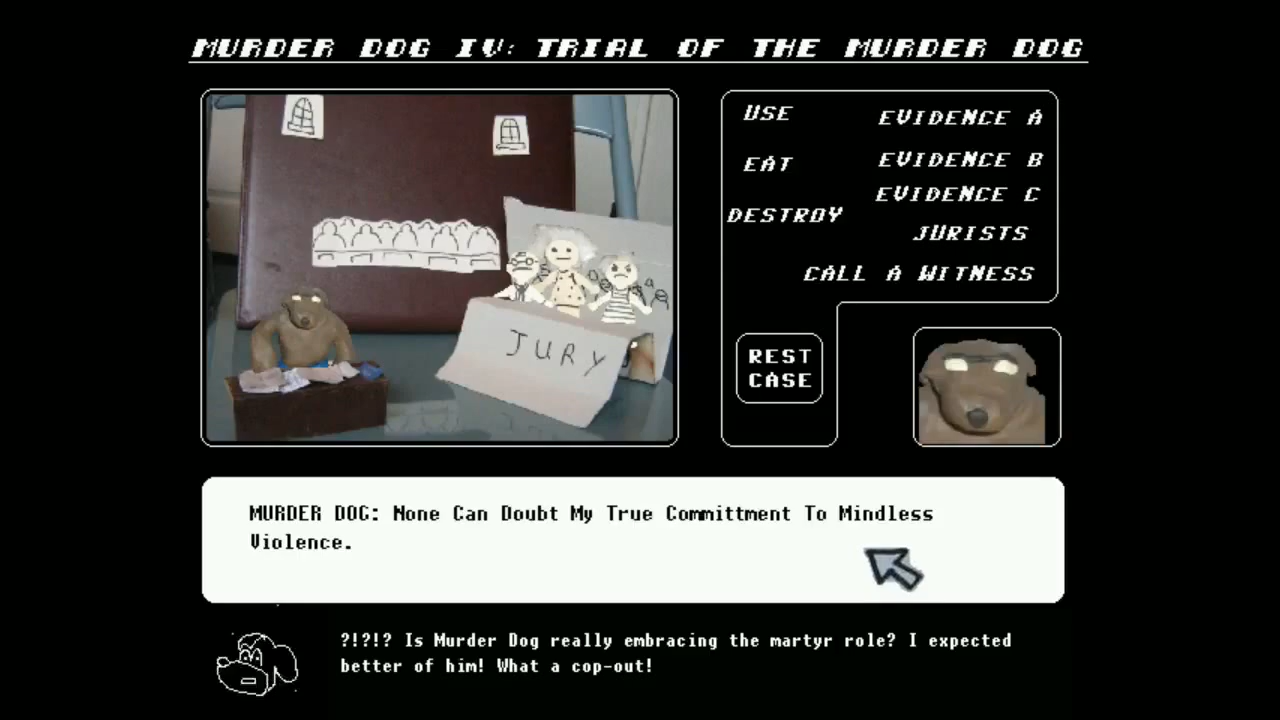 MURDER DOG IV: TRIAL OF THE MURDER DOG
USE
EAT
DESTROY
EVIDENCE A
EVIDENCE B
EVIDENCE C
JURISTS
CALL A WITNESS
JURY
REST
CASE
MURDER DOG: None Can Doubt My True Committment To Mindless
Violence.
?!?!? Is Murder Dog really embracing the martyr role? I expected
better of him! What a cop-out!